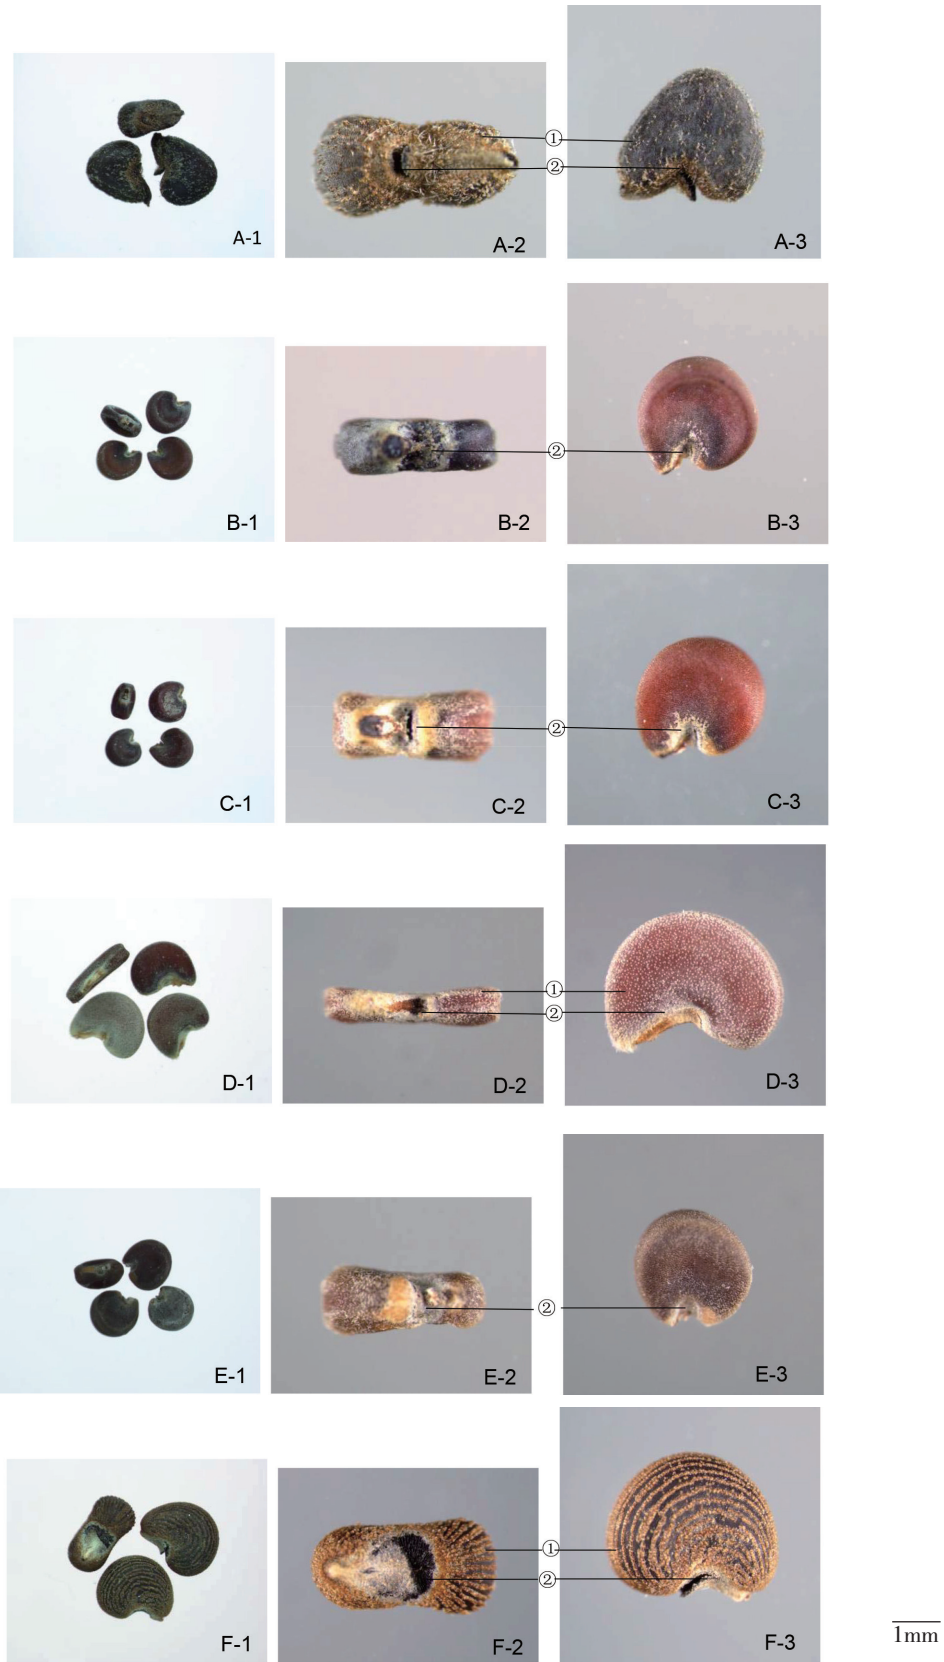 ①
②
A-1
A-2
A-3
②
B-1
B-2
B-3
②
C-1
C-2
C-3
①
②
D-1
D-2
D-3
②
E-1
E-2
E-3
①
②
F-1
F-2
F-3
1mm